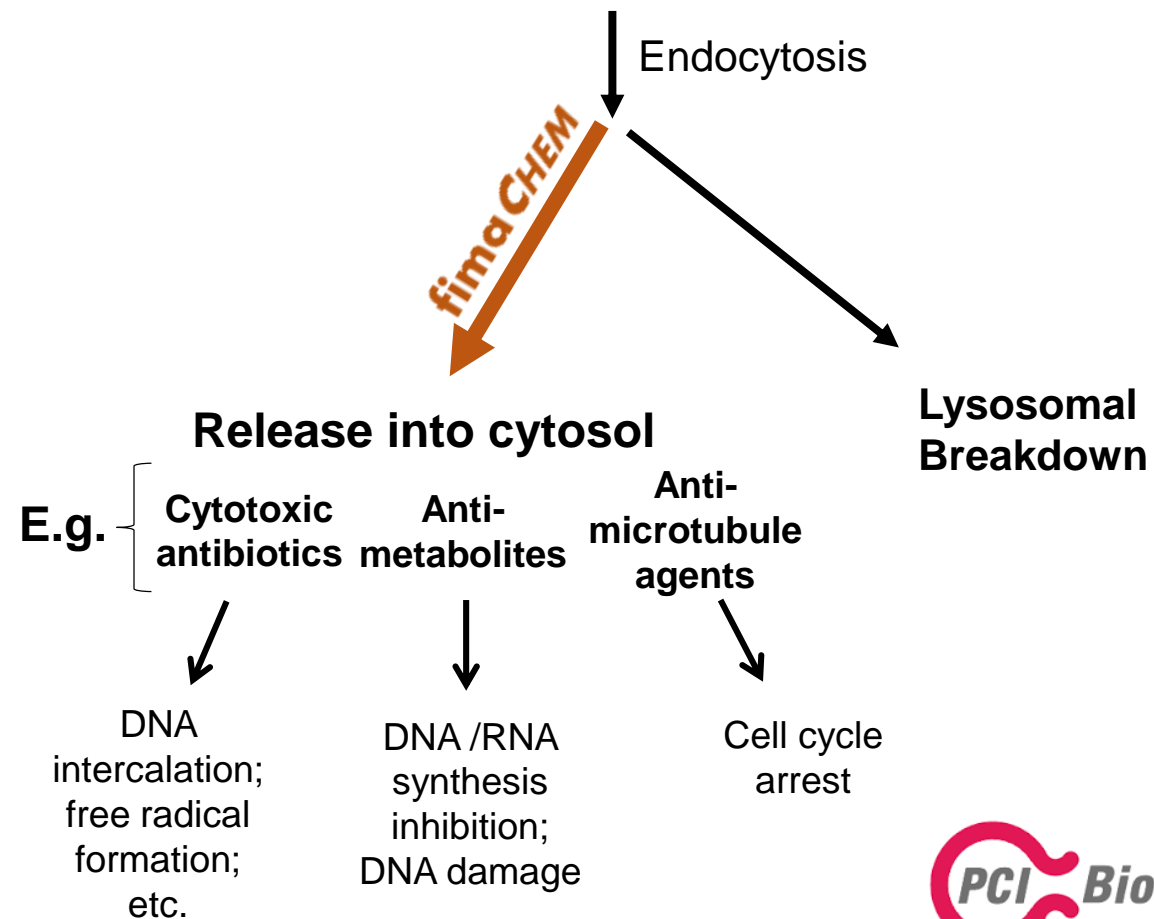 Endocytosis
fimaCHEM
Lysosomal
Breakdown
Release into cytosol
E.g.
Cytotoxic
antibiotics
Anti-
metabolites
Anti-
microtubule
agents
DNA
intercalation;
free radical
formation;
etc.
DNA /RNA
synthesis
inhibition;
DNA damage
Cell cycle
arrest
PCI Bio